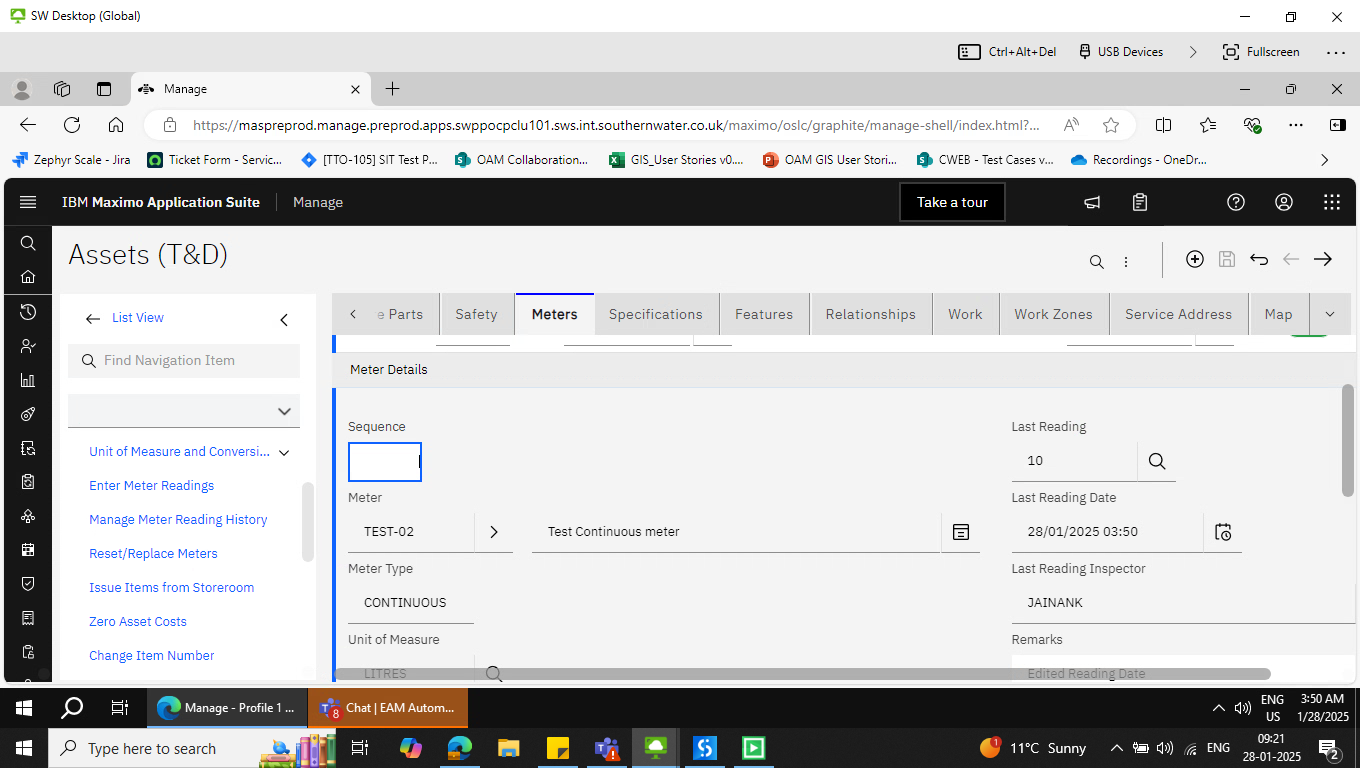 SW Desktop (Global)
Ctrl+Alt+Del
USB Devices
Fullscreen
Manage
https://maspreprod.manage.preprod.apps.swppocpclu101.sws.int.southernwater.co.uk/maximo/oslc/graphite/manage-shell/index.html?...
Zephyr Scale - Jira
Ticket Form - Servic...
[TTO-105] SIT Test P...
OAM Collaboration...
GIS_User Stories v0....
OAM GIS User Stori...
CWEB - Test Cases v...
Recordings - OneDr...
IBM Maximo Application Suite
Manage
Take a tour
Assets (T&D)
List View
Find Navigation Item
Unit of Measure and Conversi...
Enter Meter Readings
Manage Meter Reading History
Reset/Replace Meters
Issue Items from Storeroom
Zero Asset Costs
Change Item Number
e Parts
Safety
Meters
Specifications
Features
Relationships
Work
Work Zones
Service Address
Map
Meter Details
Sequence
Last Reading
10
Meter
Last Reading Date
TEST-02
Test Continuous meter
28/01/2025 03:50
Meter Type
Last Reading Inspector
CONTINUOUS
JAINANK
Unit of Measure
Remarks
LITRES
Edited Reading Date
Manage - Profile 1 ...
8
Chat | EAM Autom...
ENG
US
3:50 AM
1/28/2025
Type here to search
1
11°C Sunny
ENG
09:21
28-01-2025
2